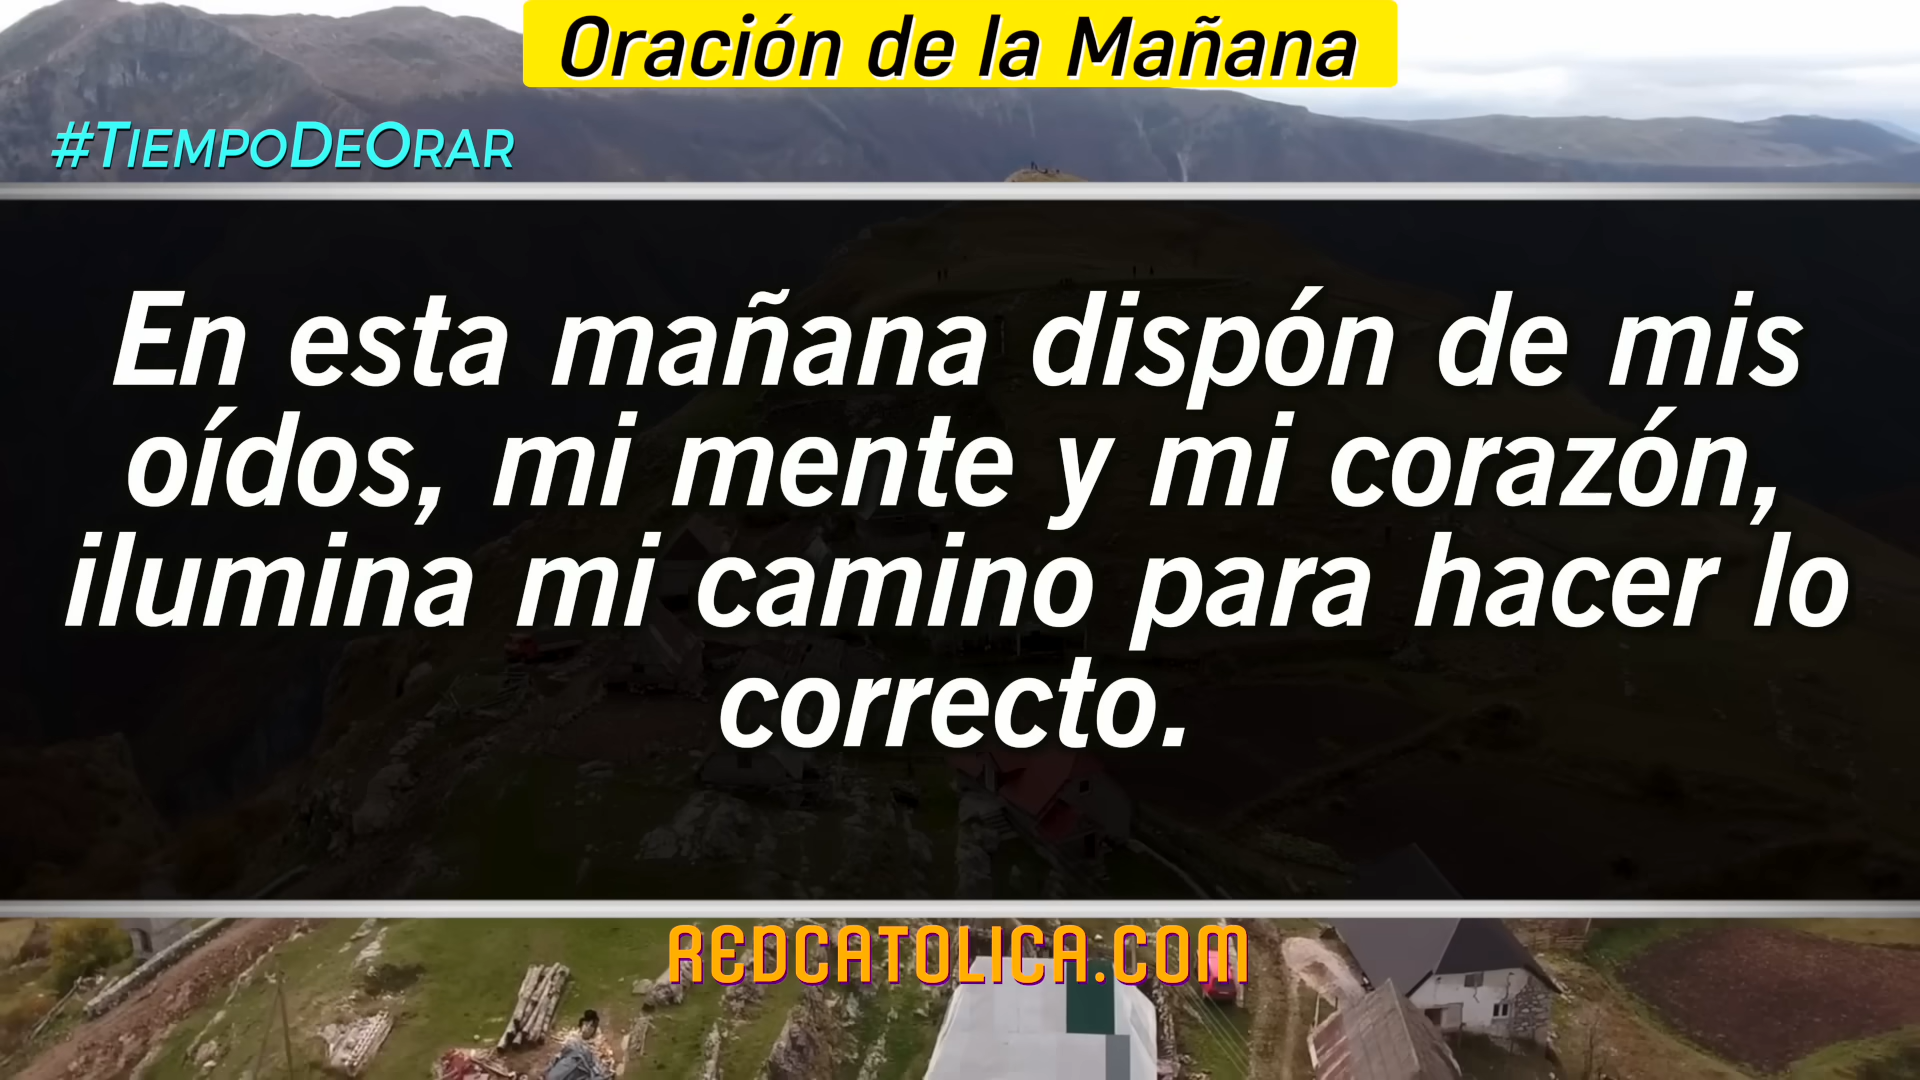 Oración de la Mañana
#TiempoDeOrar
En esta mañana dispón de mis
oídos, mi mente y mi corazón,
ilumina mi camino para hacer lo
correcto.
REDCATOLICA.COM